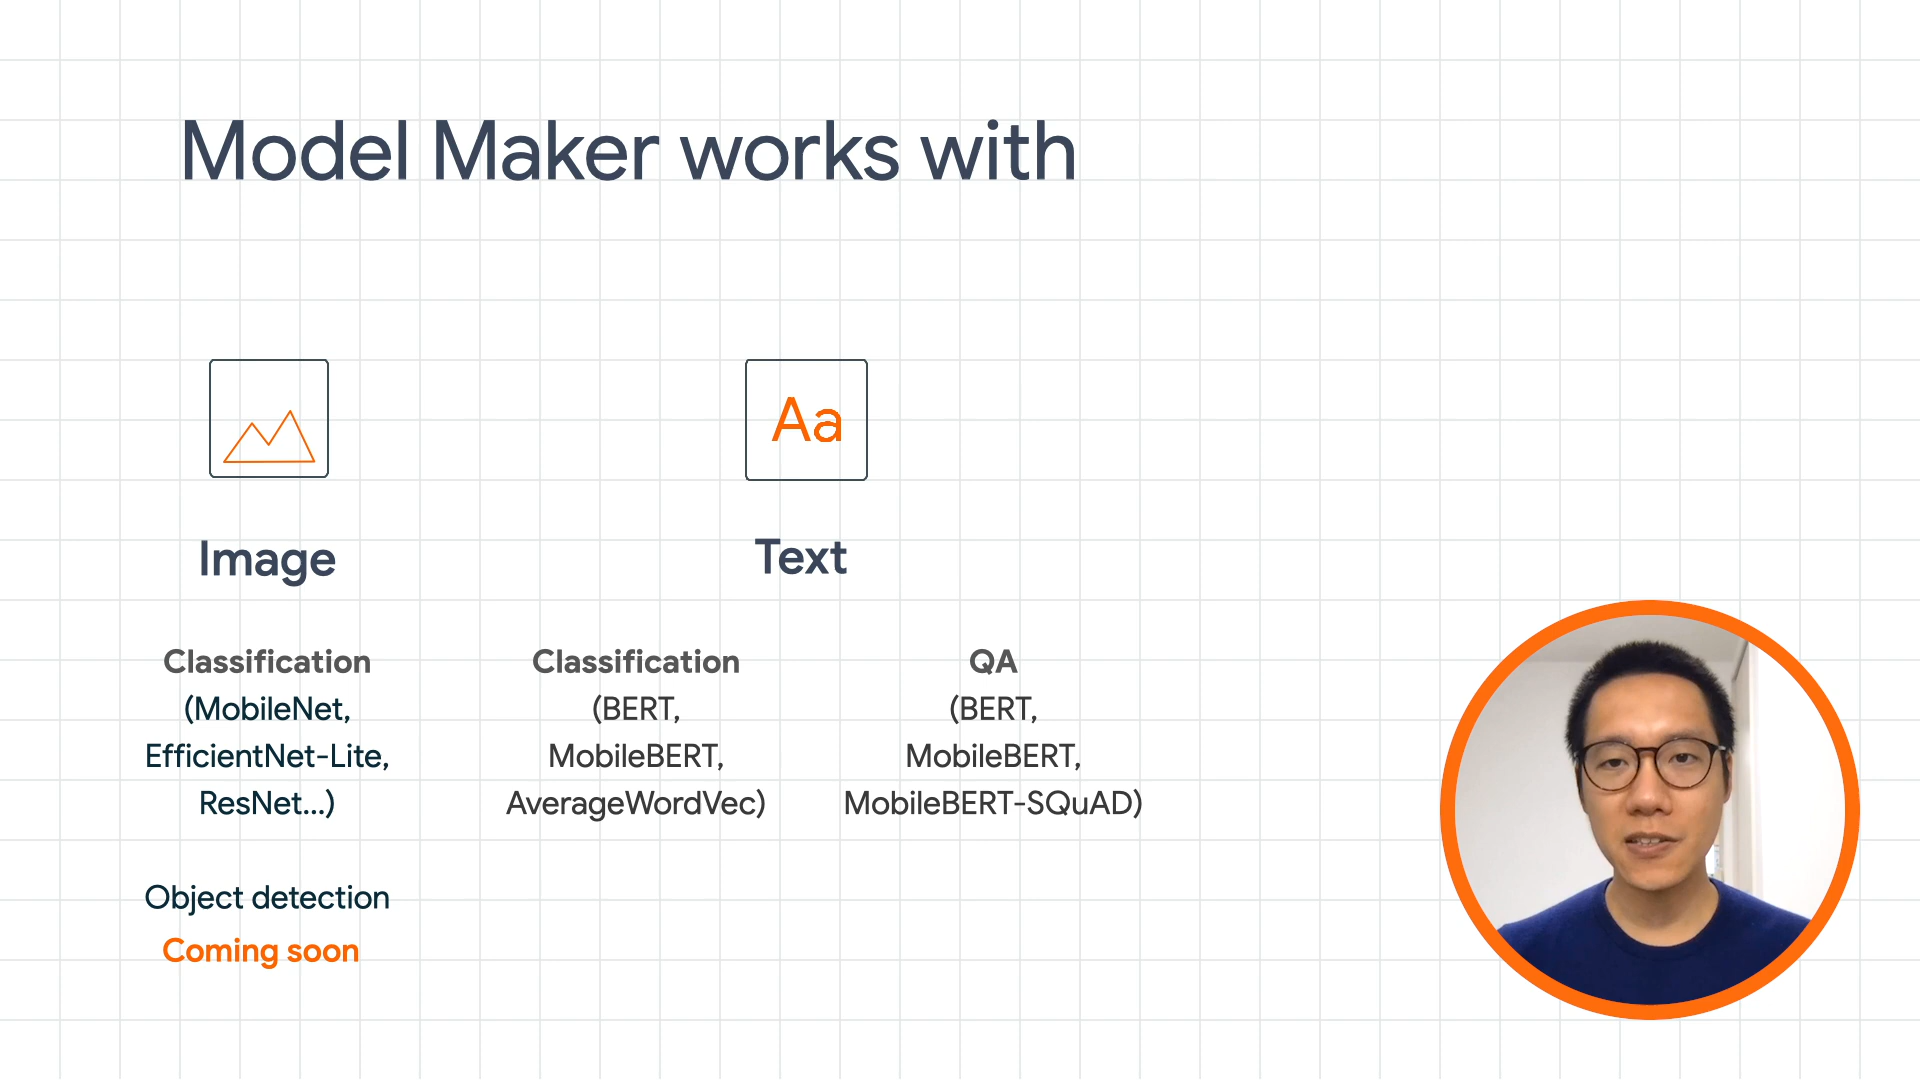 Model Maker works with
Aa
Image
Text
Classification
(MobileNet,
EfficientNet-Lite,
ResNet...)
Object detection
Coming soon
Classification
(BERT,
MobileBERT,
AverageWordVec)
QA
(BERT,
MobileBERT,
MobileBERT-SQuAD)